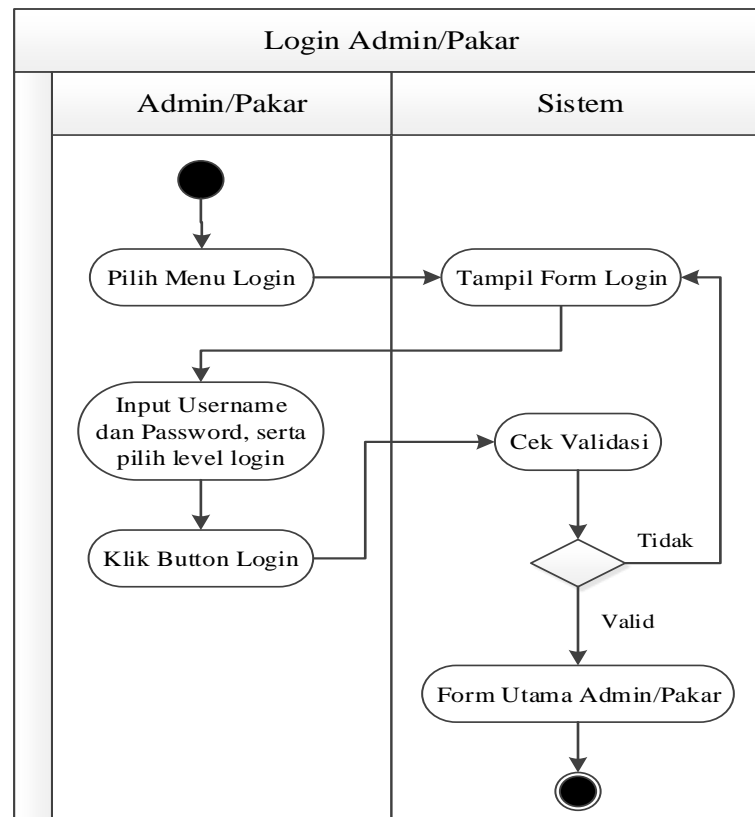 Login Admin/Pakar
Admin/Pakar
Sistem
Pilih Menu Login
Tampil Form Login
Input Username
dan Password, serta
pilih level login
Cek Validasi
Klik Button Login
Tidak
Valid
Form Utama Admin/Pakar